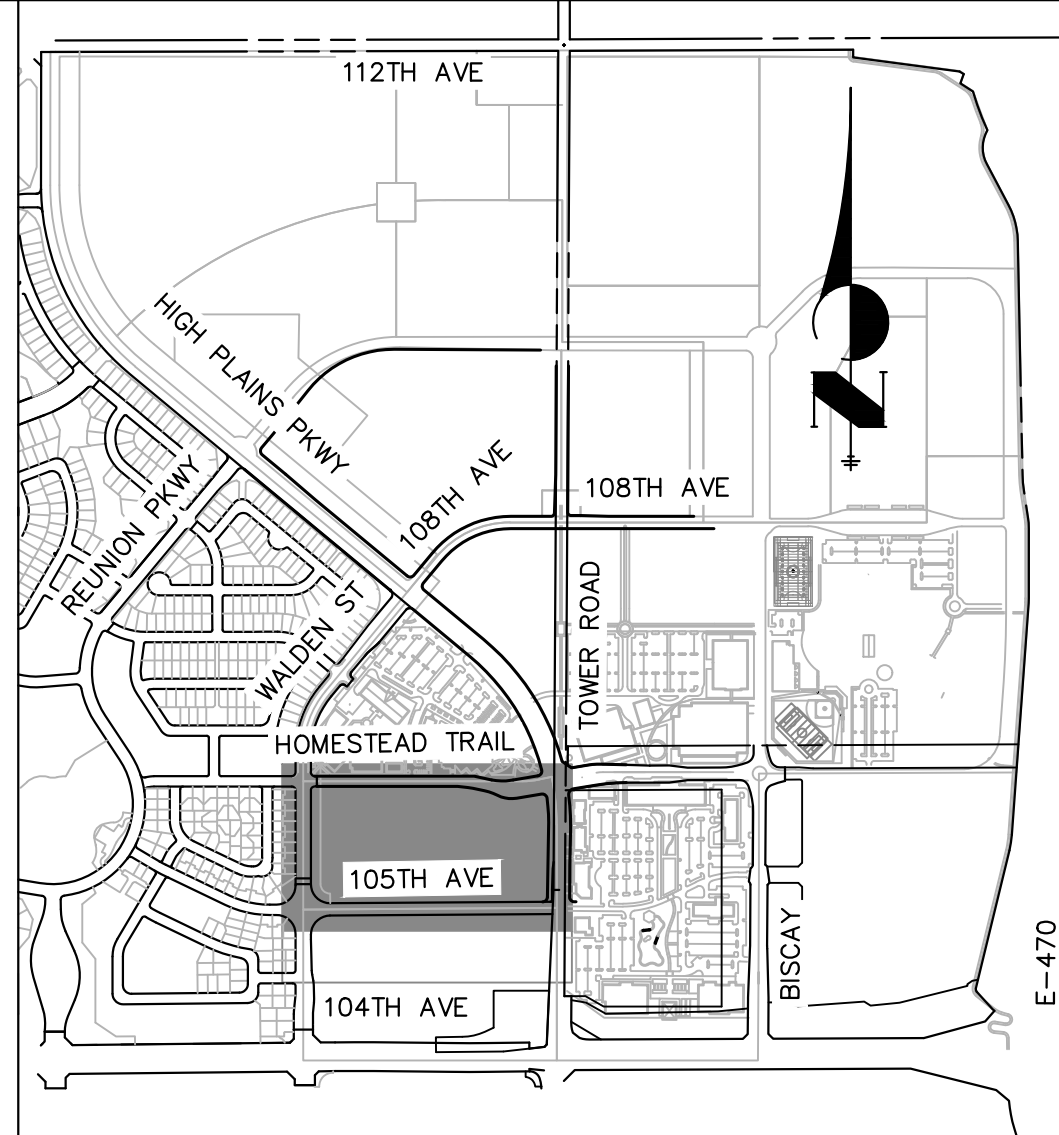 112TH AVE
HIGH PLAINS PKWY
108TH AVE
108TH AVE
REUNION PKWY
WALDEN ST
TOWER ROAD
HOMESTEAD TRAIL
105TH AVE
BISCAY
104TH AVE
E-470
N